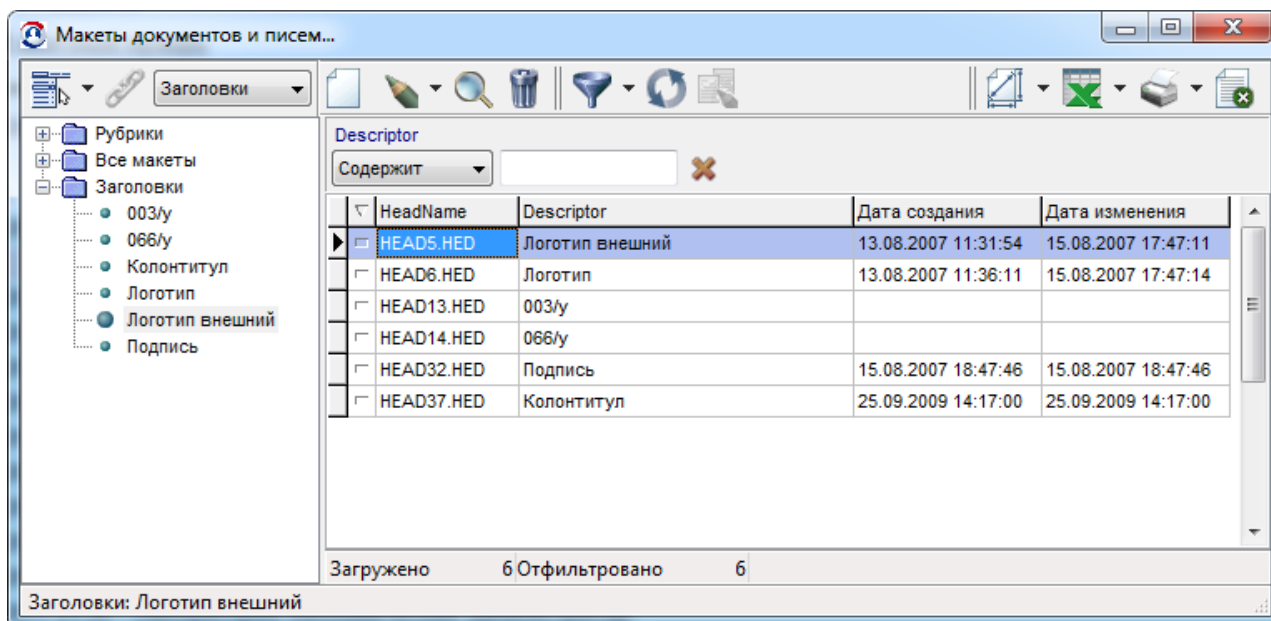 Макеты документов и писем...
Заголовки
Рубрики
Все макеты
Заголовки
003/у
066/у
Колонтитул
Логотип
Логотип внешний
Подпись
Descriptor
Содержит
HeadName Descriptor Дата создания Дата изменения
HEAD5.HED Логотип внешний 13.08.2007 11:31:54 15.08.2007 17:47:11
HEAD6.HED Логотип 13.08.2007 11:36:11 15.08.2007 17:47:14
HEAD13.HED 003/у
HEAD14.HED 066/у
HEAD32.HED Подпись 15.08.2007 18:47:46 15.08.2007 18:47:46
HEAD37.HED Колонтитул 25.09.2009 14:17:00 25.09.2009 14:17:00
Загружено 6 Отфильтровано 6
Заголовки: Логотип внешний